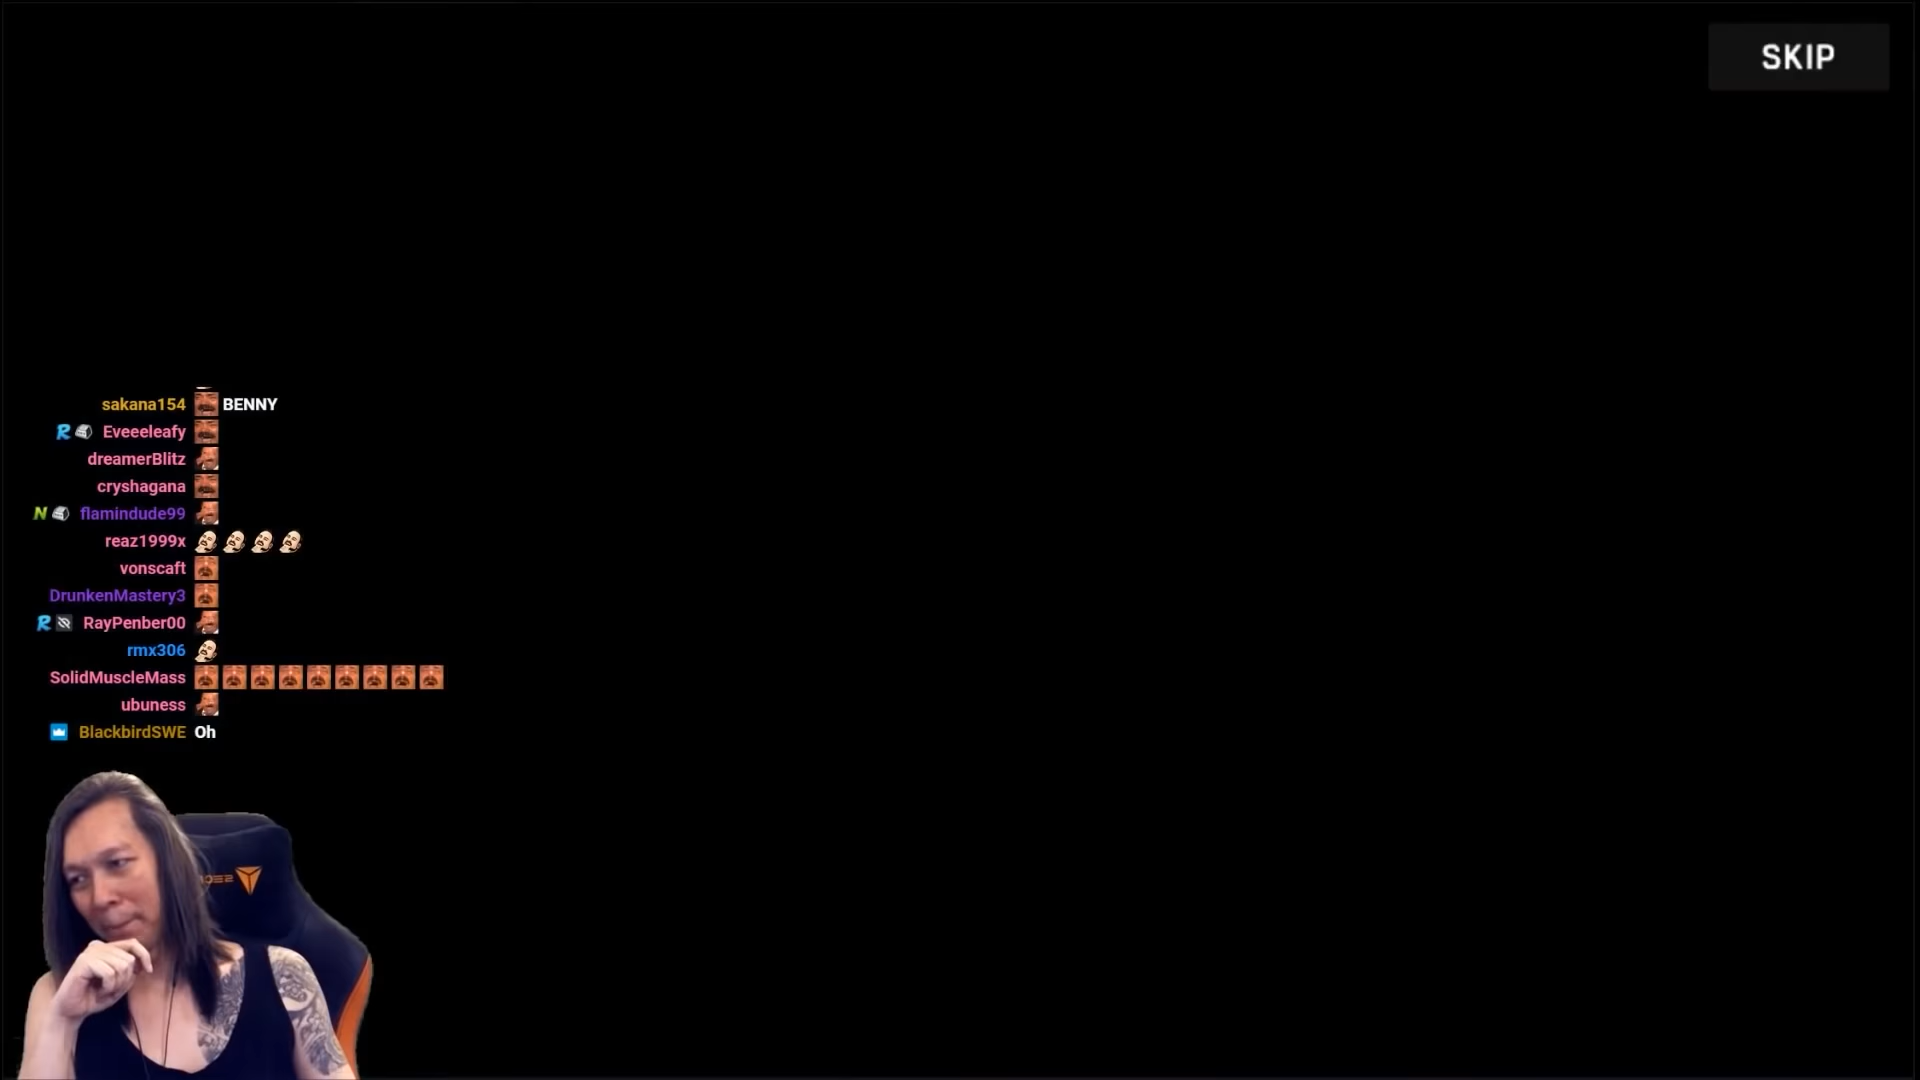 SKIP
sakana154 BENNY
Eveeeleafy
dreamerBlitz
cryshagana
N flamindude99
reaz1999x
vonscaft
DrunkenMastery3
RayPenber00
rmx306
SolidMuscleMass
ubuness
BlackbirdSWE Oh